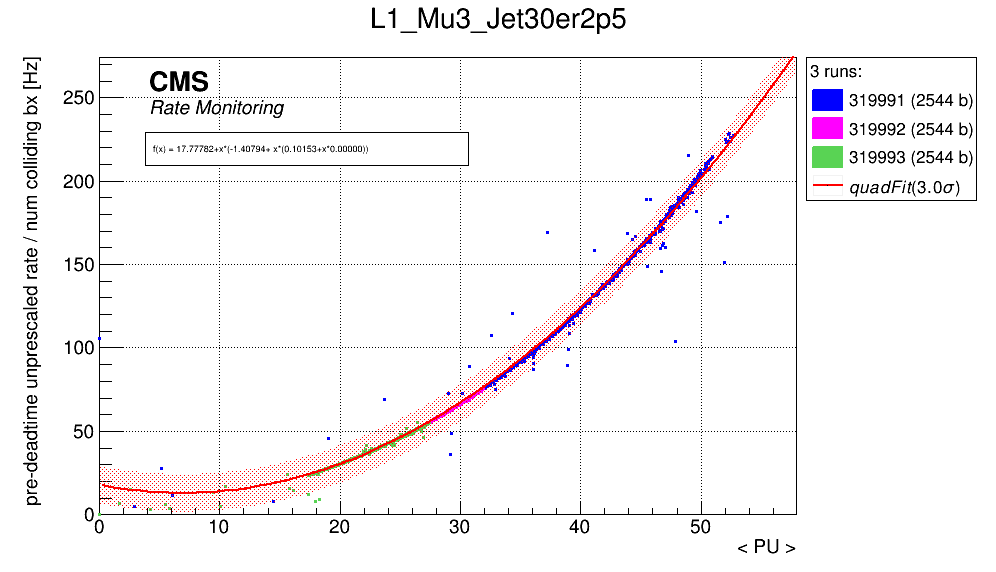 L1_Mu3_Jet30er2p5
pre-deadtime unprescaled rate / num colliding bx [Hz]
CMS
Rate Monitoring
f(x) = 17.77782+x*(-1.40794+ x*(0.10153+x*0.00000))
250
200
150
100
50
0
0 10 20 30 40 50
< PU >
3 runs:
319991 (2544 b)
319992 (2544 b)
319993 (2544 b)
quadFit(3.0σ)